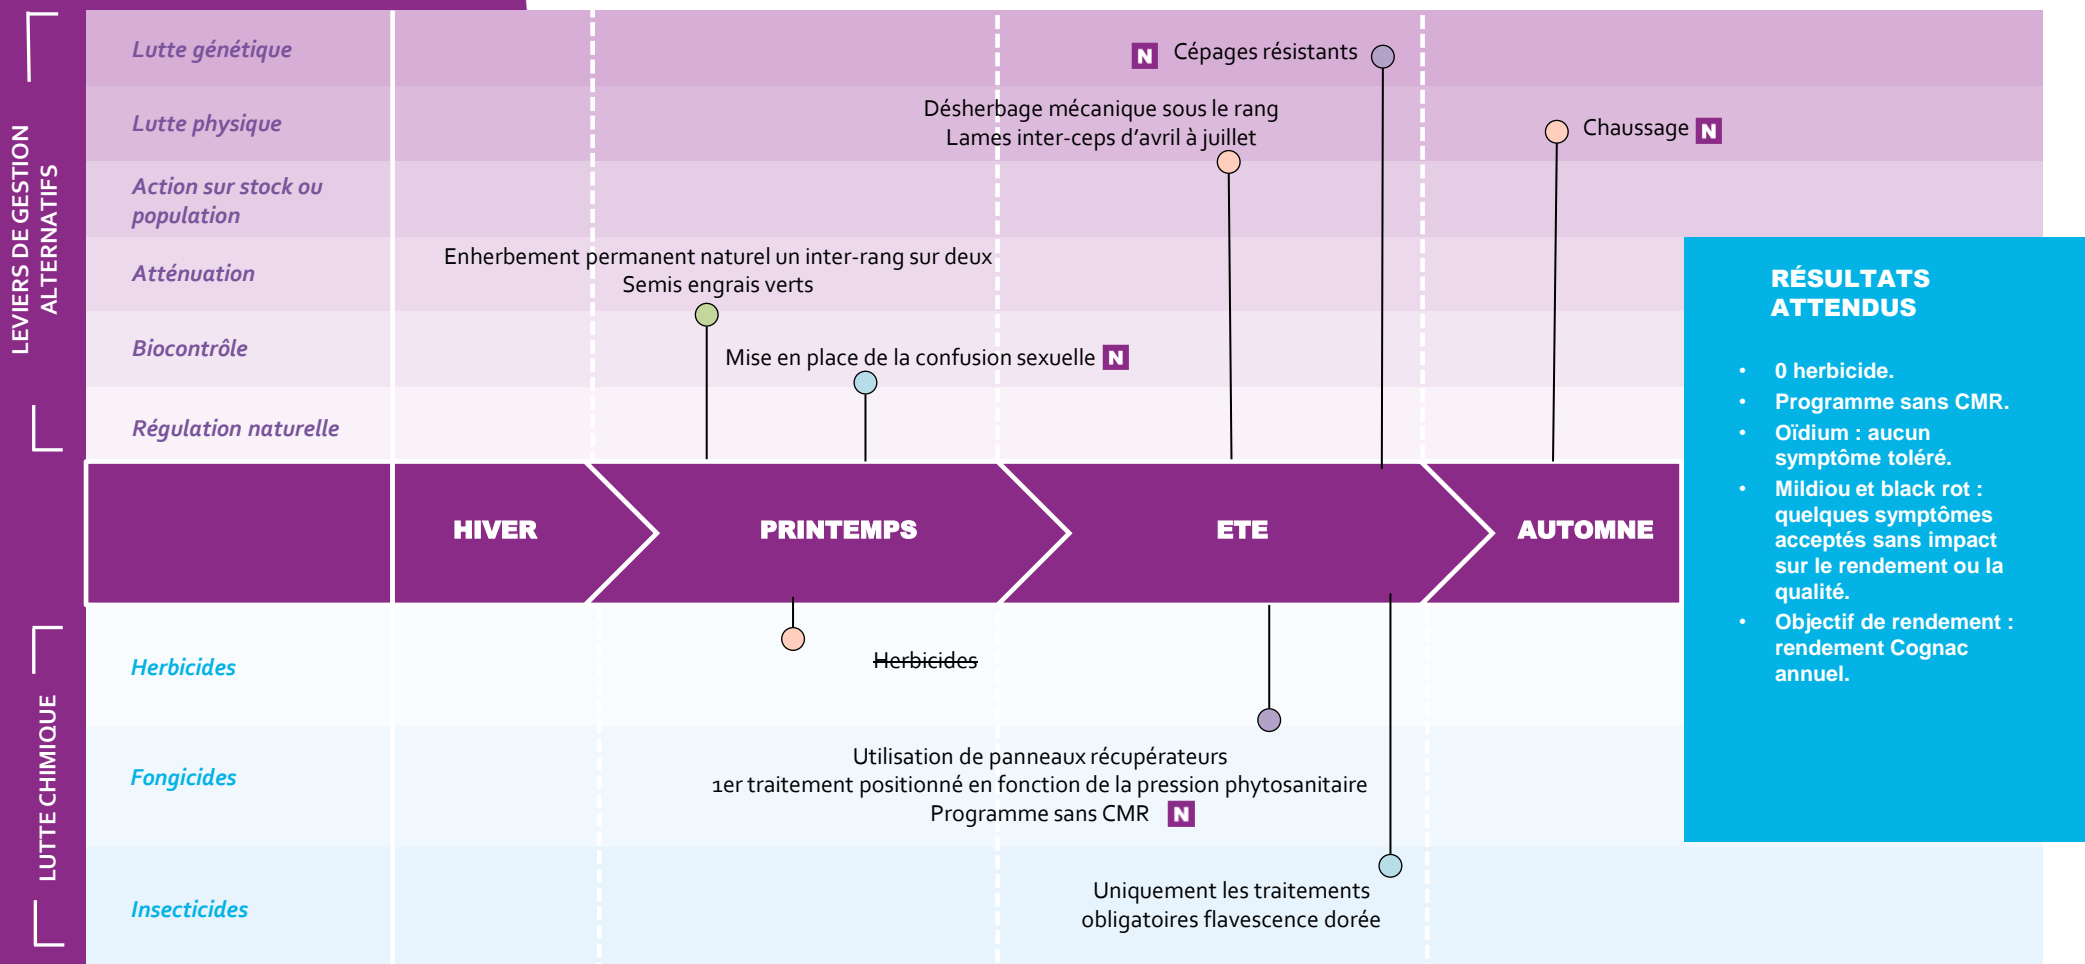 LEVIERS DE GESTION
ALTERNATIFS
Lutte génétique
N Cépages résistants
Lutte physique
Désherbage mécanique sous le rang
Lames inter-ceps d’avril à juillet
Chaussage N
Action sur stock ou
population
Atténuation
Enherbement permanent naturel un inter-rang sur deux
Semis engrais verts
Biocontrôle
Mise en place de la confusion sexuelle N
Régulation naturelle
HIVER
PRINTEMPS
ETE
AUTOMNE
LUTTE CHIMIQUE
Herbicides
Herbicides
Fongicides
Utilisation de panneaux récupérateurs
1er traitement positionné en fonction de la pression phytosanitaire
Programme sans CMR N
Insecticides
Uniquement les traitements
obligatoires flavescence dorée
RÉSULTATS
ATTENDUS
• 0 herbicide.
• Programme sans CMR.
• Oïdium : aucun
symptôme toléré.
• Mildiou et black rot :
quelques symptômes
acceptés sans impact
sur le rendement ou la
qualité.
• Objectif de rendement :
rendement Cognac
annuel.